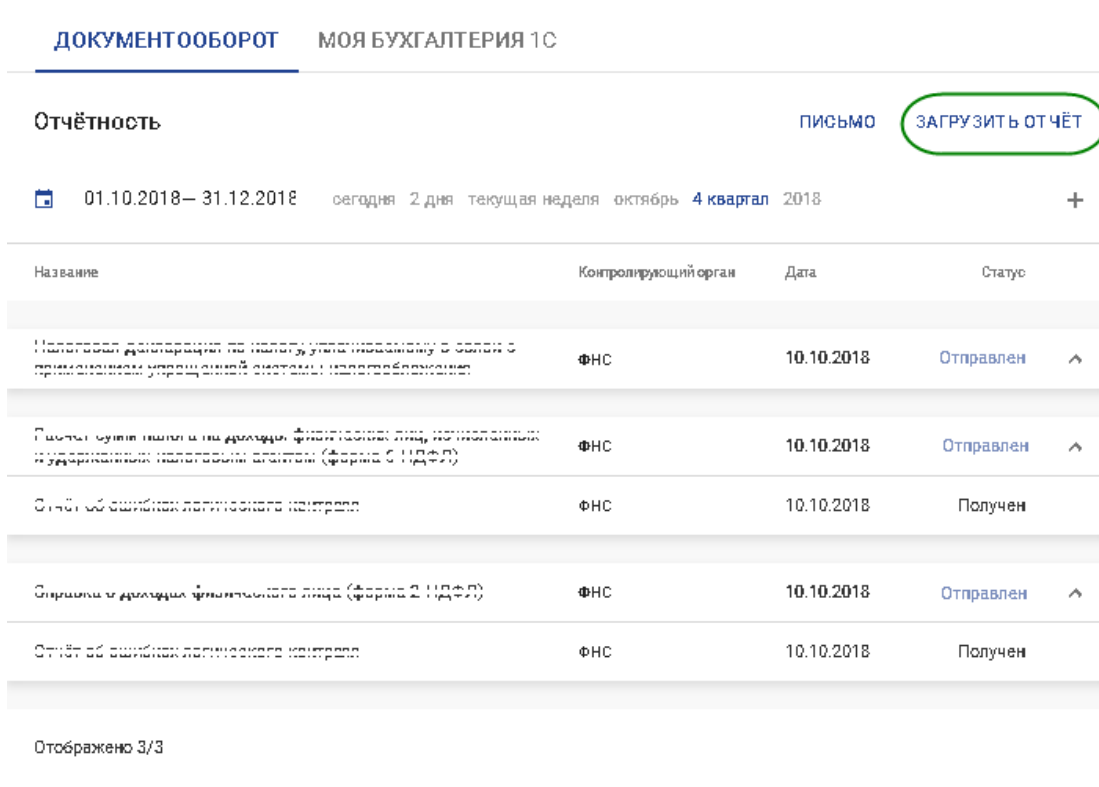 ДОКУМЕНТООБОРОТ МОЯ БУХГАЛТЕРИЯ 1С
Отчётность ПИСЬМО ЗАГРУЗИТЬ ОТЧЁТ
01.10.2018— 31.12.2018 сегодня 2 дня текущая неделя октябрь 4 квартал 2018 +
Название Контролирующий орган Дата Статус
Налоговая декларация по налогу, уплачиваемому в связи с
применением упрощенной системы налогообложения
ФНС 10.10.2018 Отправлен
Расчет сумм налога на доходы физических лиц, исчисленных
и удержанных налоговым агентом (форма 6-НДФЛ)
ФНС 10.10.2018 Отправлен
Отчёт об ошибках логического контроля ФНС 10.10.2018 Получен
Справка о доходах физического лица (форма 2-НДФЛ) ФНС 10.10.2018 Отправлен
Отчёт об ошибках логического контроля ФНС 10.10.2018 Получен
Отображено 3/3